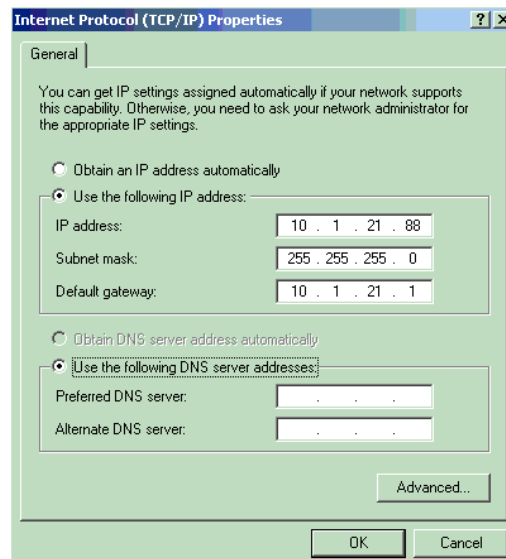 Internet Protocol (TCP/IP) Properties
General
You can get IP settings assigned automatically if your network supports
this capability. Otherwise, you need to ask your network administrator for
the appropriate IP settings.
Obtain an IP address automatically
Use the following IP address:
IP address: 10 . 1 . 21 . 88
Subnet mask: 255 . 255 . 255 . 0
Default gateway: 10 . 1 . 21 . 1
Obtain DNS server address automatically
Use the following DNS server addresses:
Preferred DNS server: . . .
Alternate DNS server: . . .
Advanced...
OK Cancel